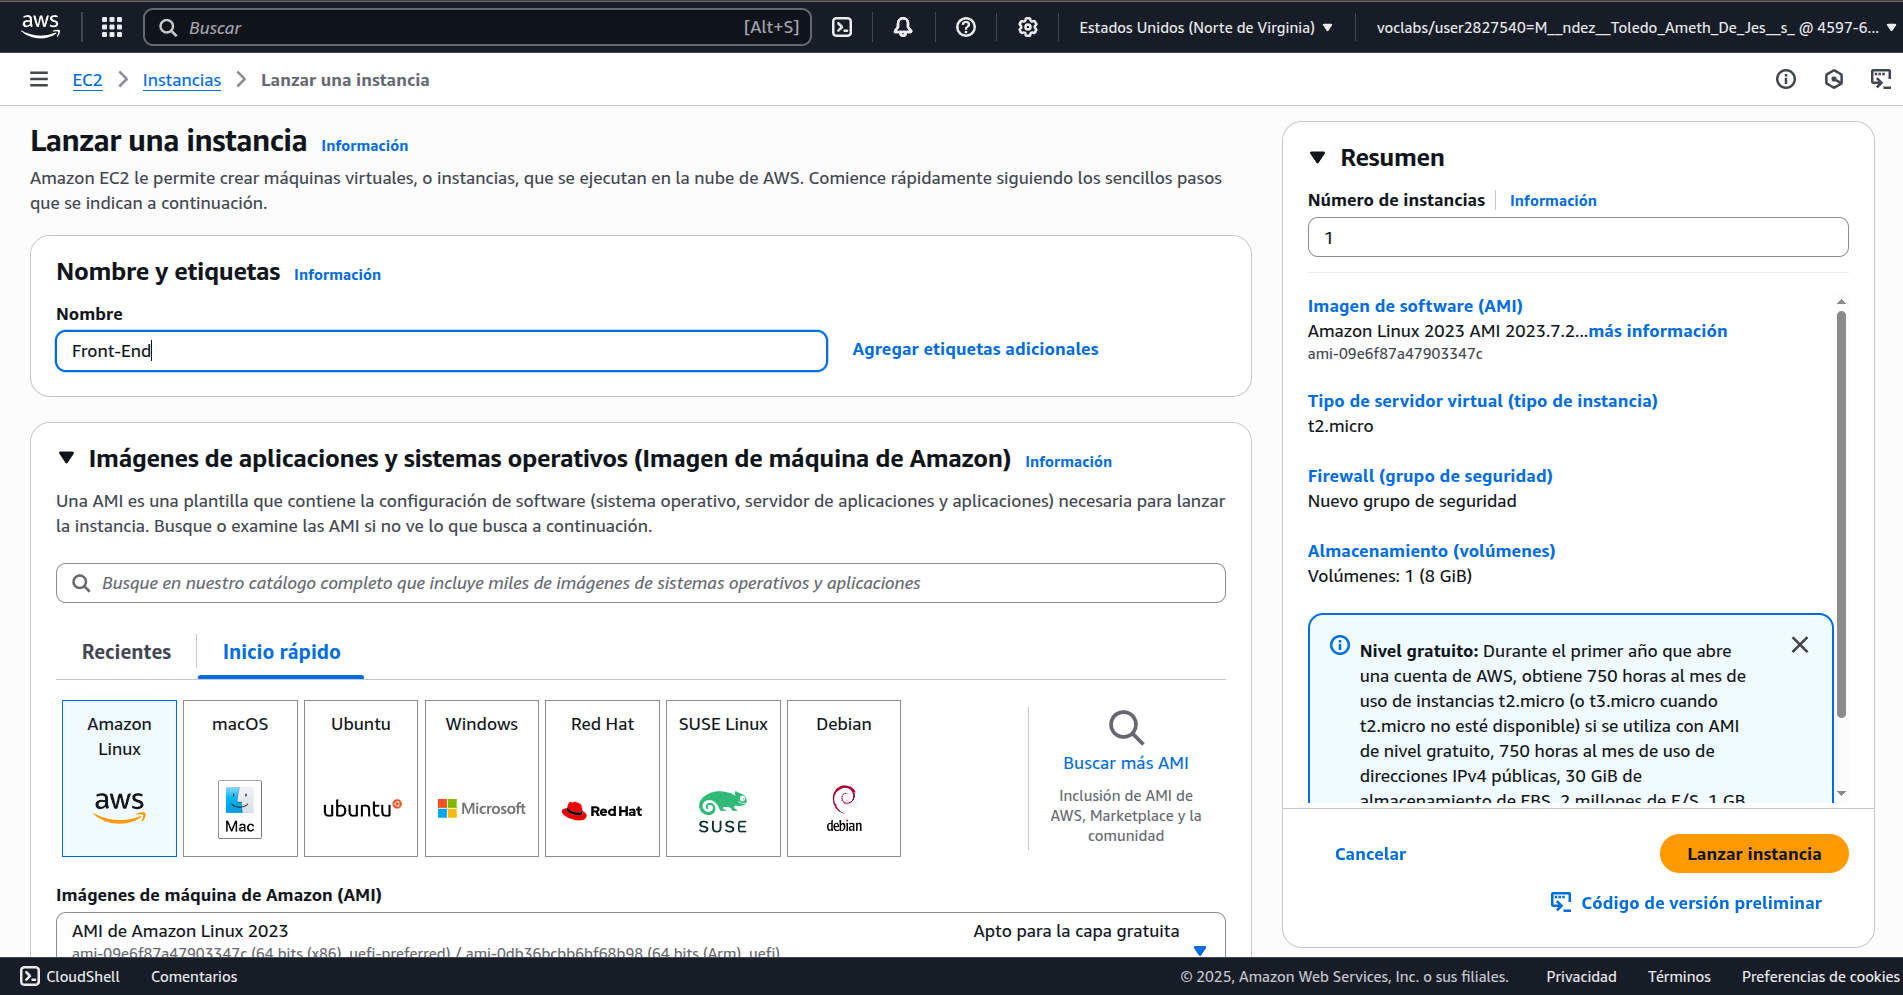 aws
Buscar
[Alt+S]
Estados Unidos (Norte de Virginia)
voclabs/user2827540=M__ndez__Toledo_Ameth_De_Jes__s_ @ 4597-6...
EC2
Instancias
Lanzar una instancia
Lanzar una instancia
Información
Amazon EC2 le permite crear máquinas virtuales, o instancias, que se ejecutan en la nube de AWS. Comience rápidamente siguiendo los sencillos pasos
que se indican a continuación.
Nombre y etiquetas
Información
Nombre
Front-End
Agregar etiquetas adicionales
Imágenes de aplicaciones y sistemas operativos (Imagen de máquina de Amazon)
Información
Una AMI es una plantilla que contiene la configuración de software (sistema operativo, servidor de aplicaciones y aplicaciones) necesaria para lanzar
la instancia. Busque o examine las AMI si no ve lo que busca a continuación.
Busque en nuestro catálogo completo que incluye miles de imágenes de sistemas operativos y aplicaciones
Recientes
Inicio rápido
Amazon
Linux
aws
macOS
Mac
Ubuntu
ubuntu
Windows
Microsoft
Red Hat
Red Hat
SUSE Linux
SUSE
Debian
debian
Buscar más AMI
Inclusión de AMI de
AWS, Marketplace y la
comunidad
Imágenes de máquina de Amazon (AMI)
AMI de Amazon Linux 2023
Apto para la capa gratuita
ami-09e6f87a47903347c (64 bits (x86), uefi-preferred) / ami-0db36bcbb6bf68b98 (64 bits (Arm), uefi)
Resumen
Número de instancias
Información
1
Imagen de software (AMI)
Amazon Linux 2023 AMI 2023.7.2...más información
ami-09e6f87a47903347c
Tipo de servidor virtual (tipo de instancia)
t2.micro
Firewall (grupo de seguridad)
Nuevo grupo de seguridad
Almacenamiento (volúmenes)
Volúmenes: 1 (8 GiB)
Nivel gratuito: Durante el primer año que abre
una cuenta de AWS, obtiene 750 horas al mes de
uso de instancias t2.micro (o t3.micro cuando
t2.micro no esté disponible) si se utiliza con AMI
de nivel gratuito, 750 horas al mes de uso de
direcciones IPv4 públicas, 30 GiB de
almacenamiento de EBS, 2 millones de E/S, 1 GB
Cancelar
Lanzar instancia
Código de versión preliminar
CloudShell
Comentarios
© 2025, Amazon Web Services, Inc. o sus filiales.
Privacidad
Términos
Preferencias de cookies